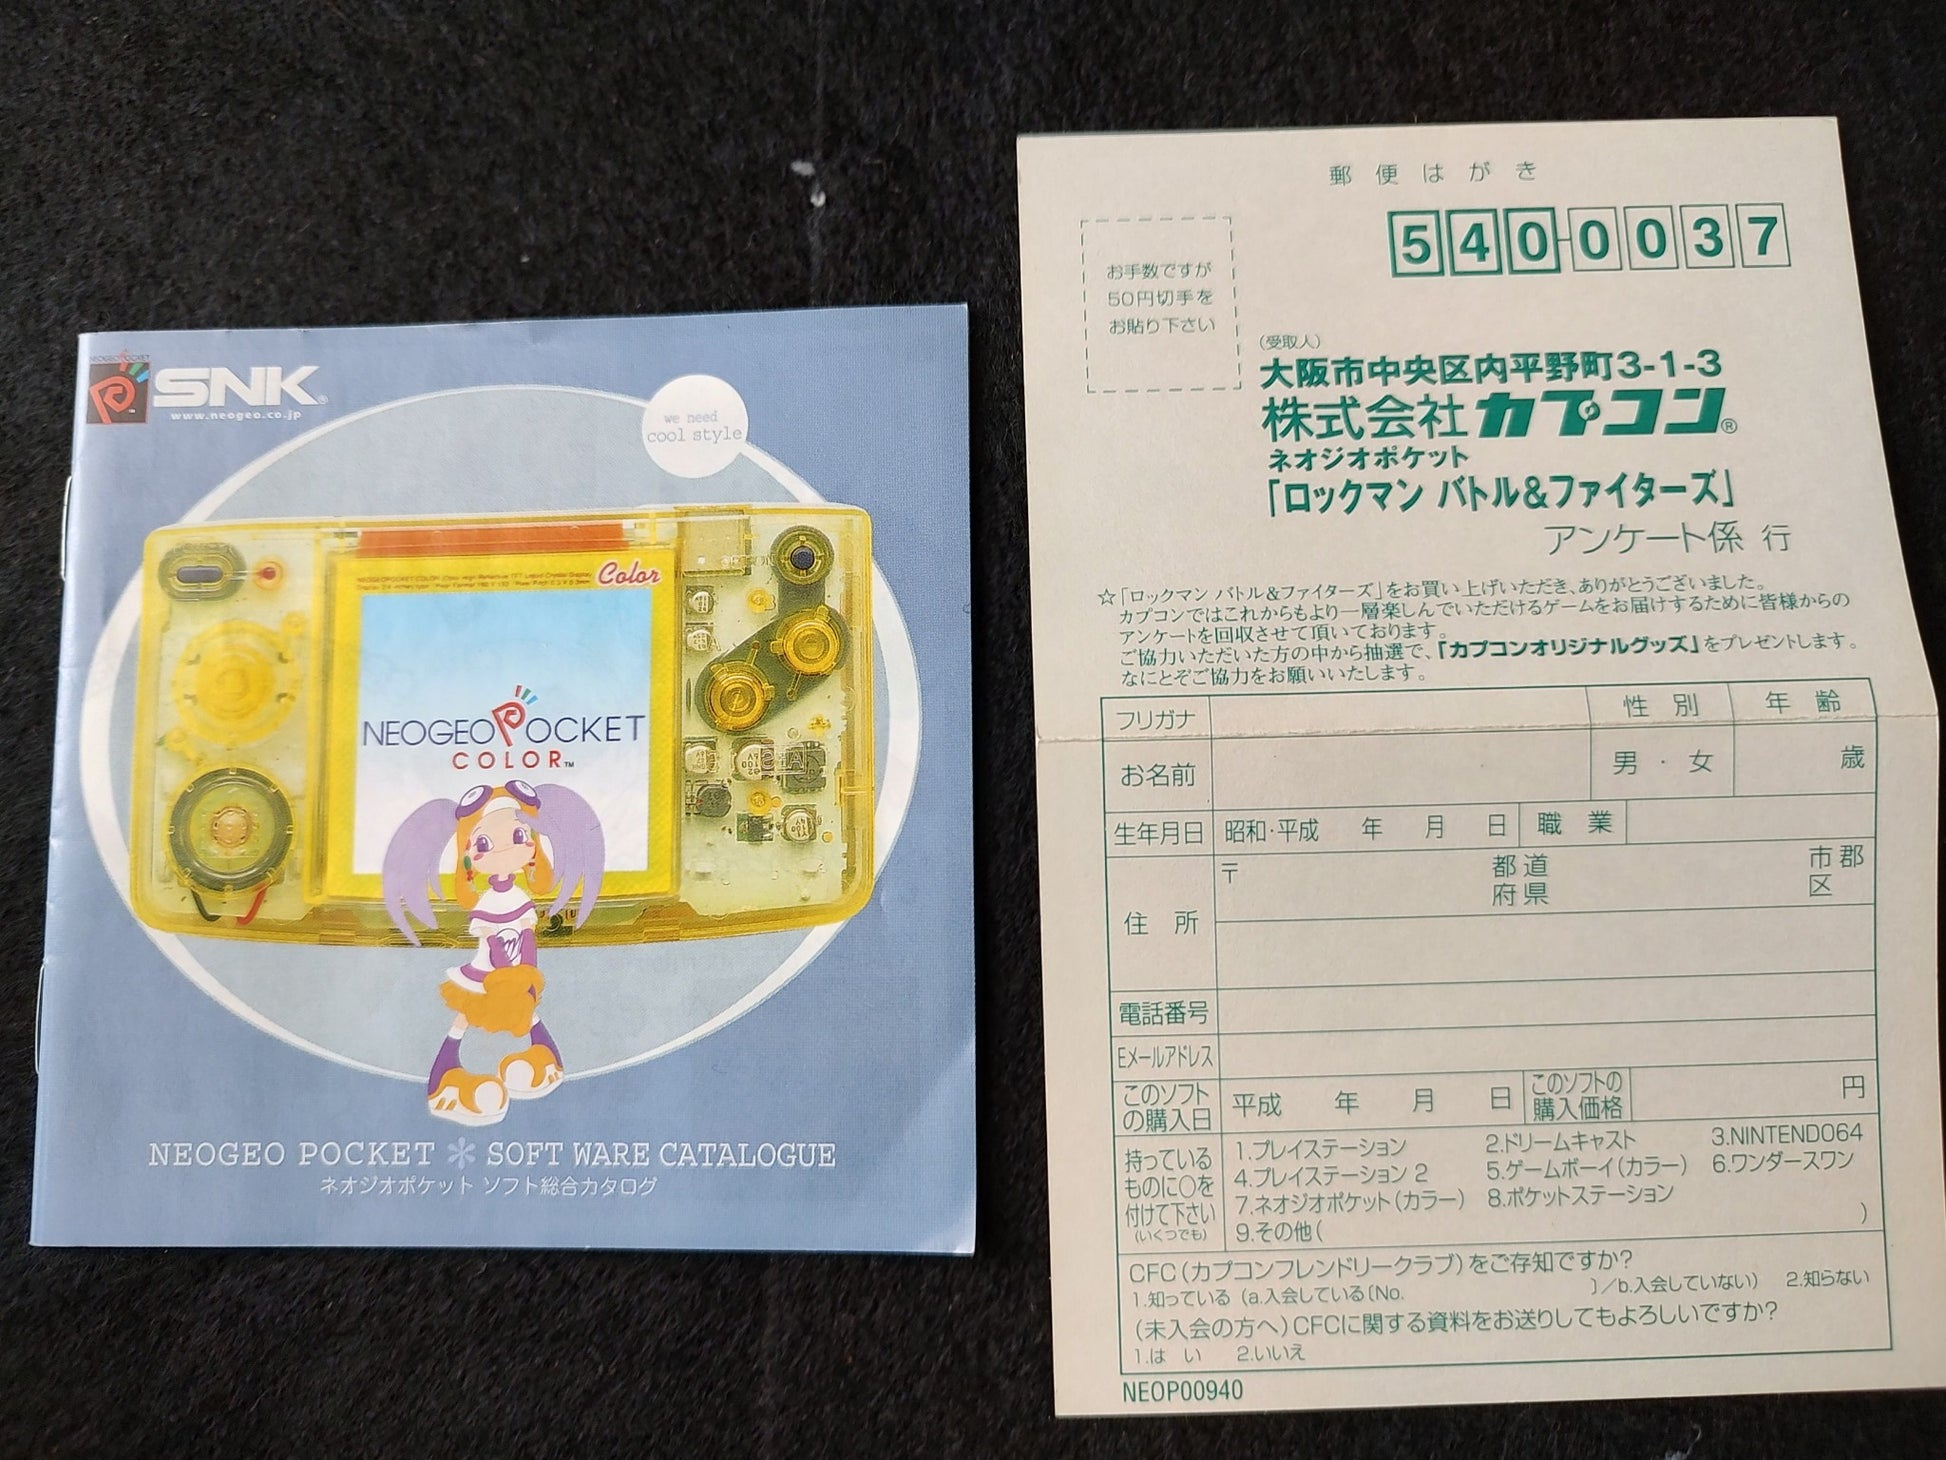 NEOGEO POCKET
SNK®
www.neogeo.co.jp
we need
cool style
Color
NEOGEO POCKET
COLOR™
NEOGEO POCKET * SOFTWARE CATALOGUE
ネオジオポケット ソフト総合カタログ
郵便はがき
540-0037
お手数ですが
50円切手を
お貼り下さい
(受取人)
大阪市中央区内平野町3-1-3
株式会社カプコン®
ネオジオポケット
「ロックマン バトル&ファイターズ」
アンケート係 行
☆「ロックマン バトル&ファイターズ」をお買い上げいただき、ありがとうございました。
カプコンではこれからもより一層楽しんでいただけるゲームをお届けするために皆様からの
アンケートを回収させて頂いております。
ご協力いただいた方の中から抽選で、「カプコンオリジナルグッズ」をプレゼントします。
なにとぞご協力をお願いいたします。
フリガナ 性別 年齢
お名前 男・女 歳
生年月日 昭和・平成 年 月 日 職業
住所 〒 都道 市郡
府県 区
電話番号
Eメールアドレス
このソフトの購入日 平成 年 月 日 このソフトの購入価格 円
持っている 1.プレイステーション 2.ドリームキャスト 3.NINTENDO64
ものに○を 4.プレイステーション2 5.ゲームボーイ(カラー) 6.ワンダースワン
付けて下さい 7.ネオジオポケット(カラー) 8.ポケットステーション
(いくつでも) 9.その他( )
CFC(カプコンフレンドリークラブ)をご存知ですか?
1.知っている (a.入会している(No. )/b.入会していない) 2.知らない
(未入会の方へ)CFCに関する資料をお送りしてもよろしいですか?
1.はい 2.いいえ
NEOP00940